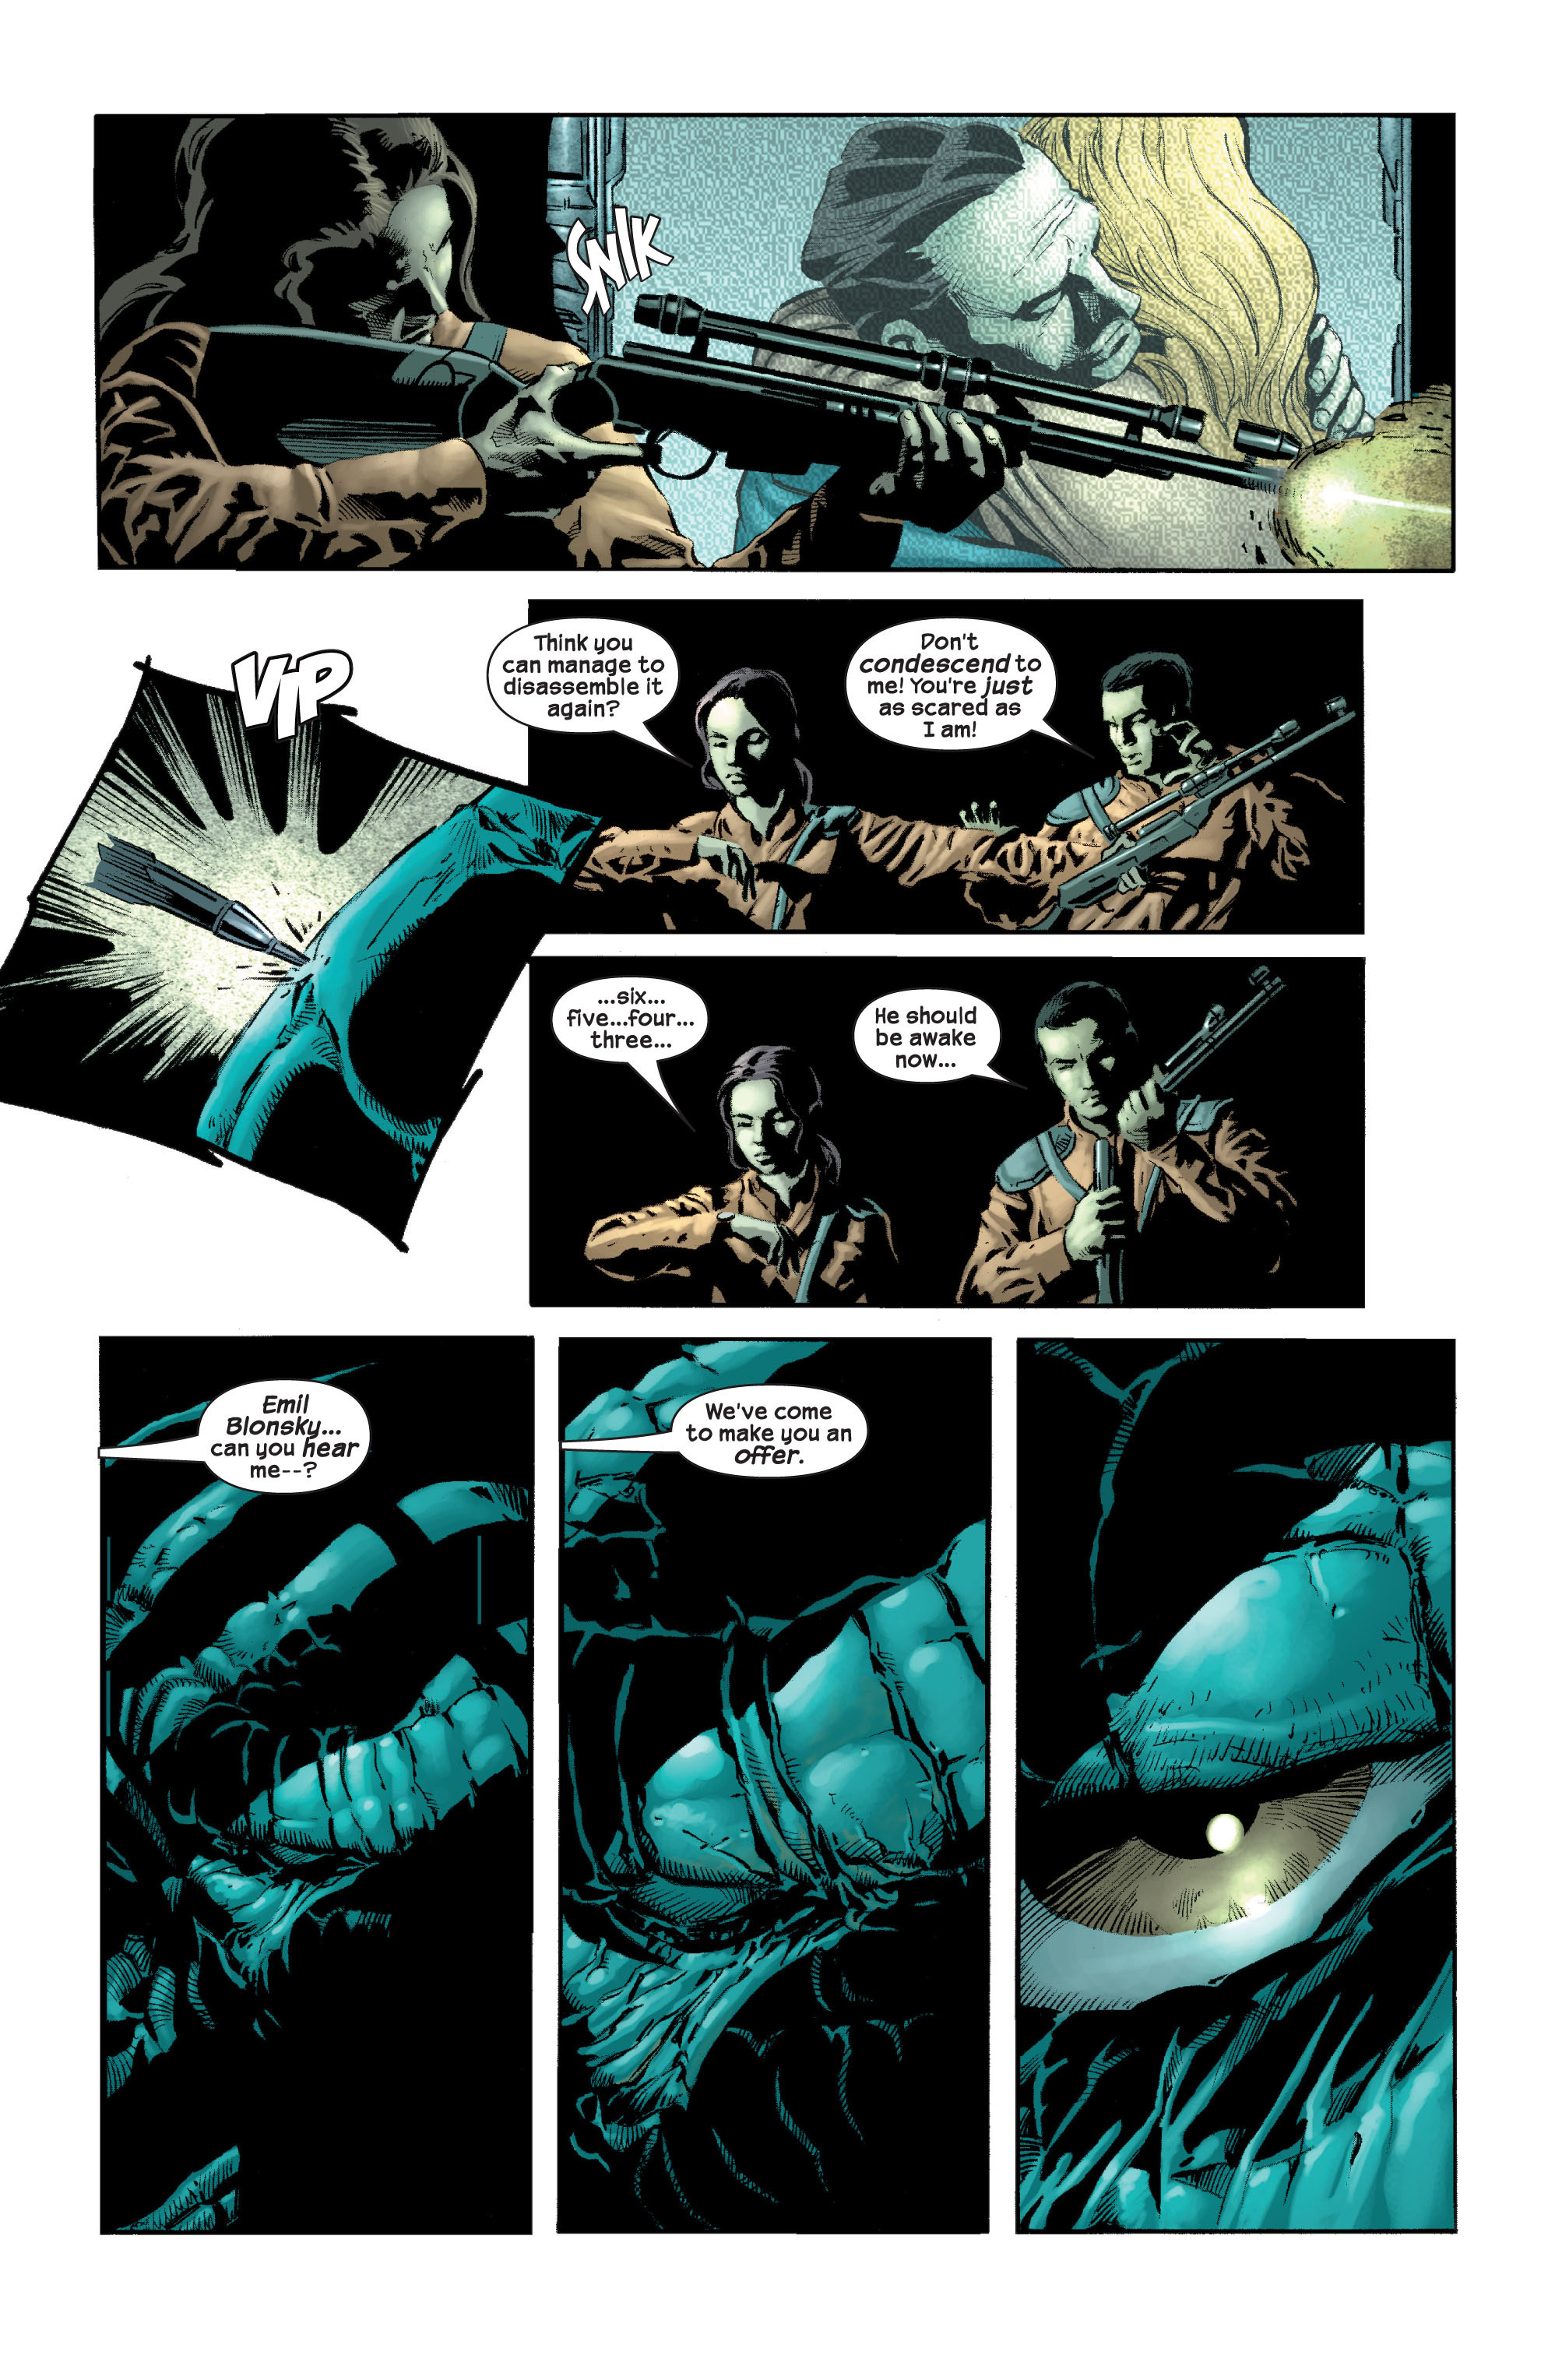 SNIK
VIP
Think you
can manage to
disassemble it
again?
Don't
condescend to
me! You're just
as scared as
I am!
...six...
five...four...
three...
He should
be awake
now...
Emil
Blonsky...
can you hear
me--?
We've come
to make you an
offer.